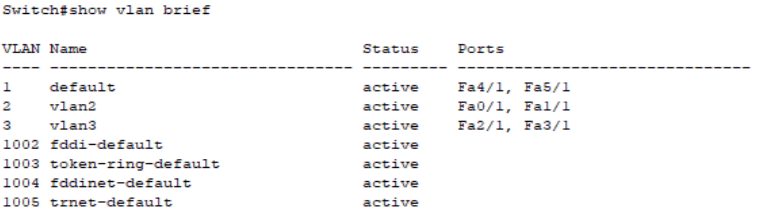 Switch#show vlan brief
VLAN Name                             Status    Ports
---- -------------------------------- --------- -------------------------------
1    default                          active    Fa4/1, Fa5/1
2    vlan2                            active    Fa0/1, Fa1/1
3    vlan3                            active    Fa2/1, Fa3/1
1002 fddi-default                     active
1003 token-ring-default               active
1004 fddinet-default                  active
1005 trnet-default                    active